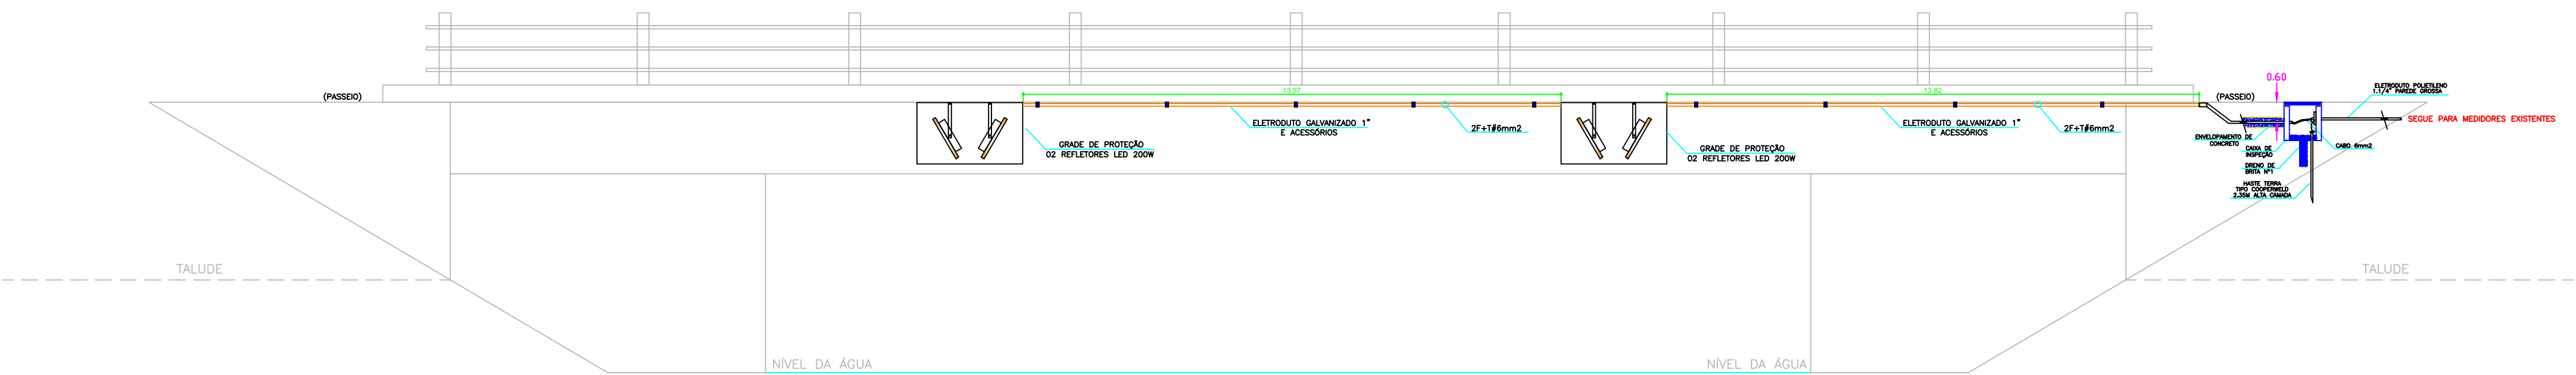 0.60
ELETRODUTO POLIETILENO
1.1/4" PAREDE GROSSA
13.97
13.82
(PASSEIO)
(PASSEIO)
SEGUE PARA MEDIDORES EXISTENTES
ELETRODUTO GALVANIZADO 1"
E ACESSÓRIOS
2F+T#6mm2
ELETRODUTO GALVANIZADO 1"
E ACESSÓRIOS
2F+T#6mm2
GRADE DE PROTEÇÃO
02 REFLETORES LED 200W
GRADE DE PROTEÇÃO
02 REFLETORES LED 200W
ENVELOPAMENTO DE
CONCRETO
CABO 6mm2
CAIXA DE
INSPEÇÃO
DRENO DE
BRITA Nº1
HASTE TERRA
TIPO COOPERWELD
2.35M ALTA CAMADA
TALUDE
TALUDE
NÍVEL DA ÁGUA
NÍVEL DA ÁGUA